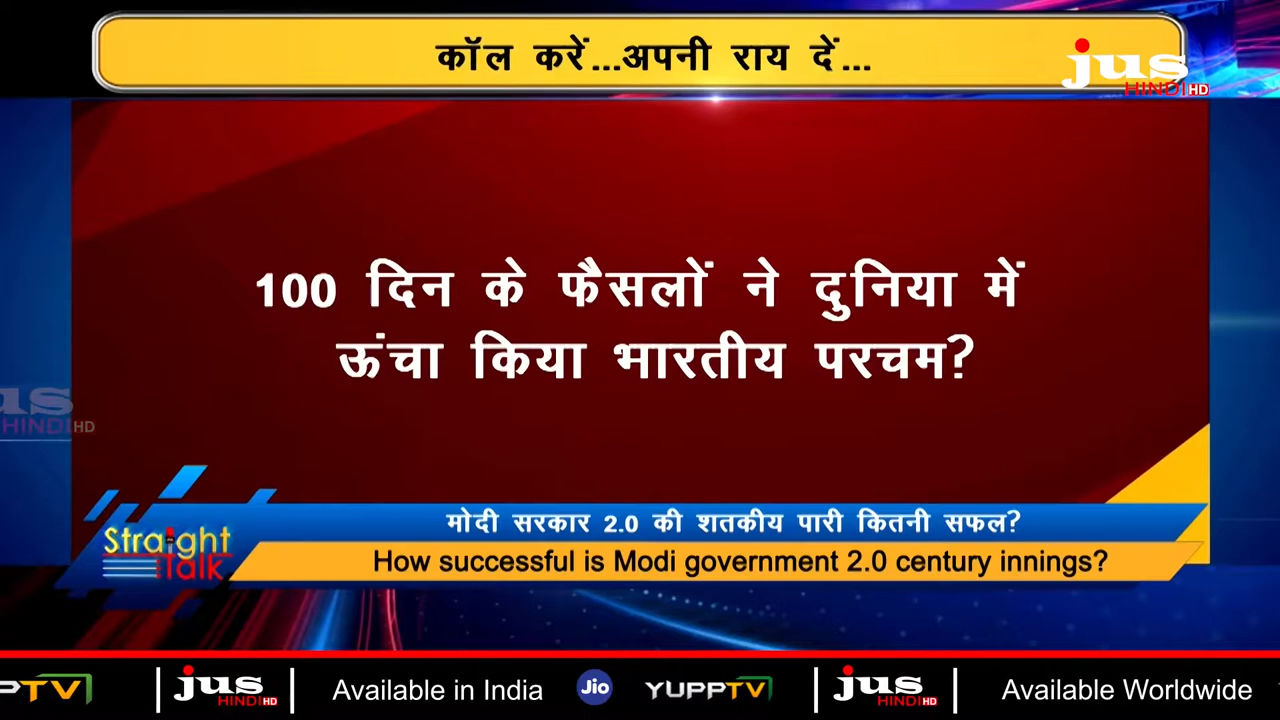 कॉल करें...अपनी राय दें...
jus
HINDI HD
100 दिन के फैसलों ने दुनिया में
ऊंचा किया भारतीय परचम?
us
HINDI HD
मोदी सरकार 2.0 की शतकीय पारी कितनी सफल?
Straight
Talk
How successful is Modi government 2.0 century innings?
PTV | jus HINDI HD | Available in India Jio YUPPTV | jus HINDI HD | Available Worldwide